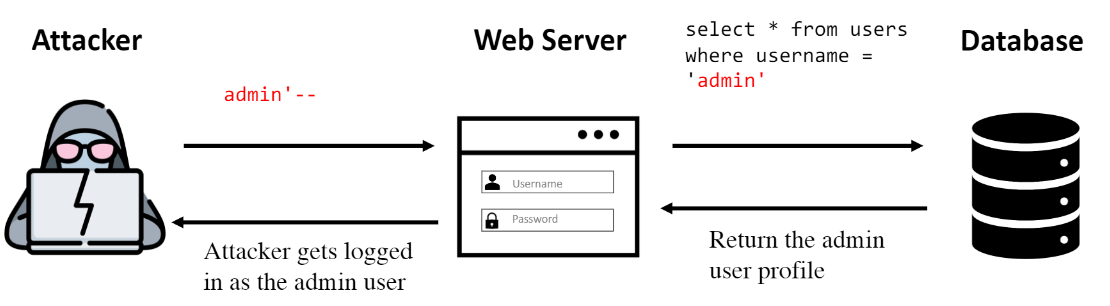 Attacker
Web Server
Database
select * from users
where username =
'admin'
admin'--
Username
Password
Attacker gets logged
in as the admin user
Return the admin
user profile